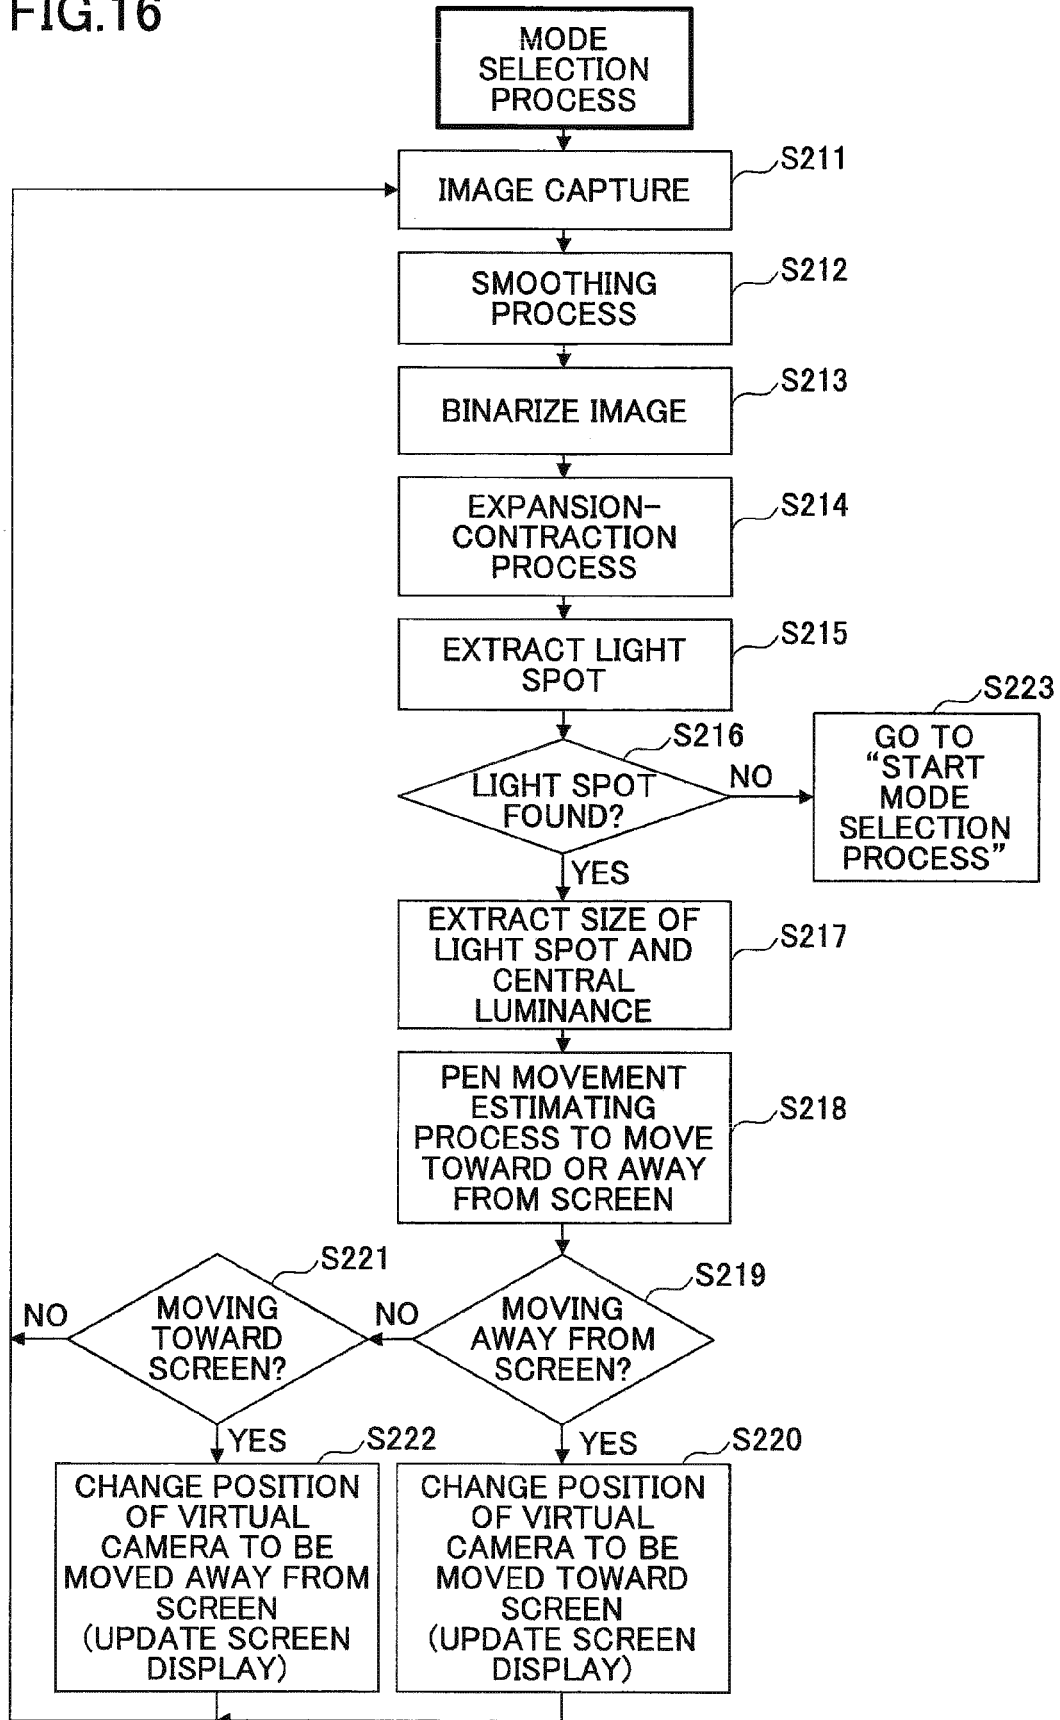 FIG.16
MODE
SELECTION
PROCESS
S211
IMAGE CAPTURE
S212
SMOOTHING
PROCESS
S213
BINARIZE IMAGE
S214
EXPANSION-
CONTRACTION
PROCESS
S215
EXTRACT LIGHT
SPOT
S216
LIGHT SPOT
FOUND?
NO
S223
GO TO
“START
MODE
SELECTION
PROCESS”
YES
S217
EXTRACT SIZE OF
LIGHT SPOT AND
CENTRAL
LUMINANCE
S218
PEN MOVEMENT
ESTIMATING
PROCESS TO MOVE
TOWARD OR AWAY
FROM SCREEN
S219
MOVING
AWAY FROM
SCREEN?
NO
S221
MOVING
TOWARD
SCREEN?
NO
YES
S222
CHANGE POSITION
OF VIRTUAL
CAMERA TO BE
MOVED AWAY FROM
SCREEN
(UPDATE SCREEN
DISPLAY)
YES
S220
CHANGE POSITION
OF VIRTUAL
CAMERA TO BE
MOVED TOWARD
SCREEN
(UPDATE SCREEN
DISPLAY)